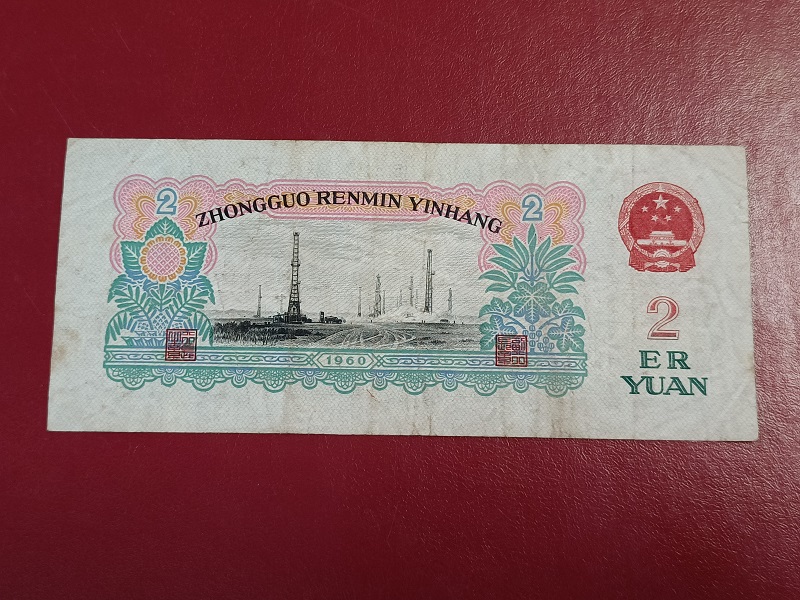 2
ZHONGGUO RENMIN YINHANG
2
1960
2
ER
YUAN